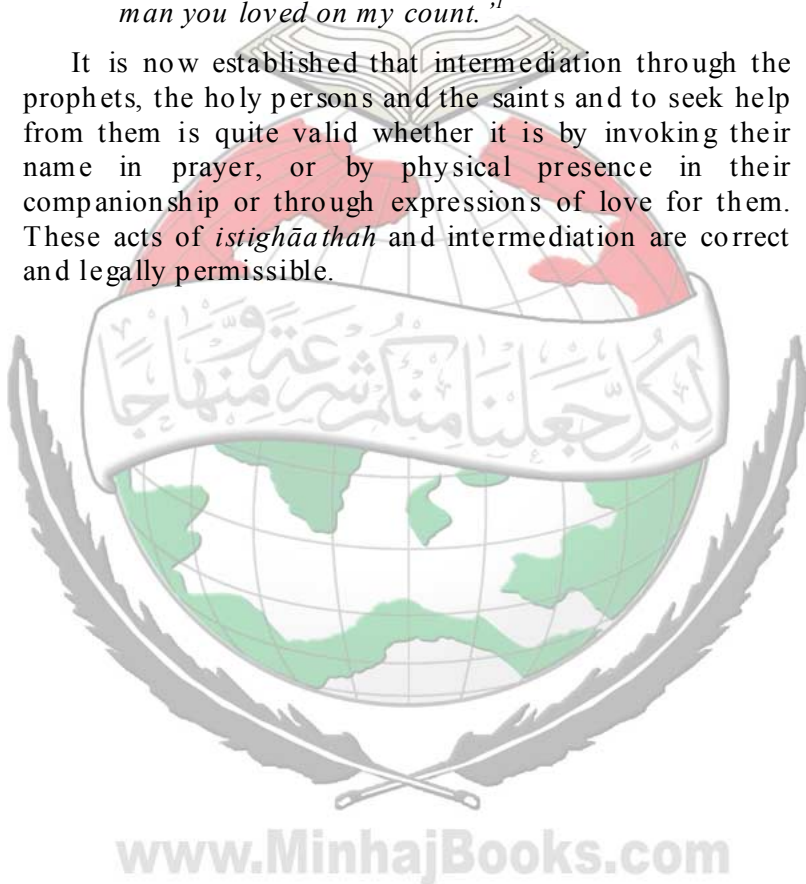 man you loved on my count.’1
It is now established that intermediation through the
prophets, the holy persons and the saints and to seek help
from them is quite valid whether it is by invoking their
name in prayer, or by physical presence in their
companionship or through expressions of love for them.
These acts of istighāathah and intermediation are correct
and legally permissible.
لِكُلٍّ جَعَلْنَا مِنكُمْ شِرْعَةً وَمِنْهَاجًا
www.MinhajBooks.com